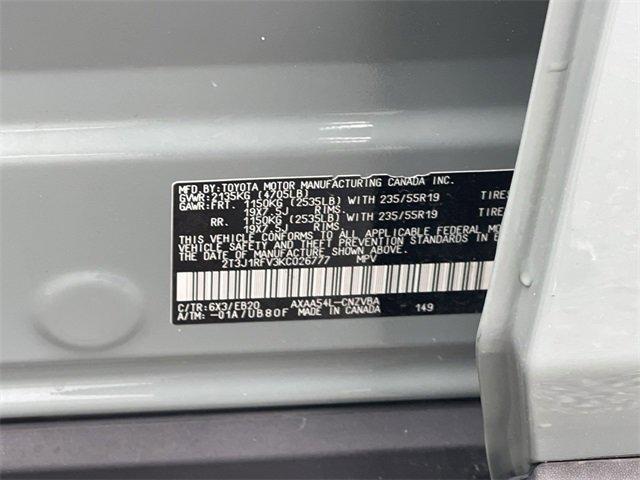 MFD.BY:TOYOTA MOTOR MANUFACTURING CANADA INC.
GVWR:2135KG (4705LB)
GAWR:FRT. 1150KG (2535LB) WITH 235/55R19 TIRES
19X7.5J RIMS.
RR. 1150KG (2535LB) WITH 235/55R19 TIRE
19X7.5J RIMS.
THIS VEHICLE CONFORMS TO ALL APPLICABLE FEDERAL MO
VEHICLE SAFETY AND THEFT PREVENTION STANDARDS IN EF
THE DATE OF MANUFACTURE SHOWN ABOVE.
2T3J1RFV3KC026777 MPV
C/TR:6X3/EB20 AXAA54L-CNZVBA
A/TM: -01A/UB80F MADE IN CANADA 149